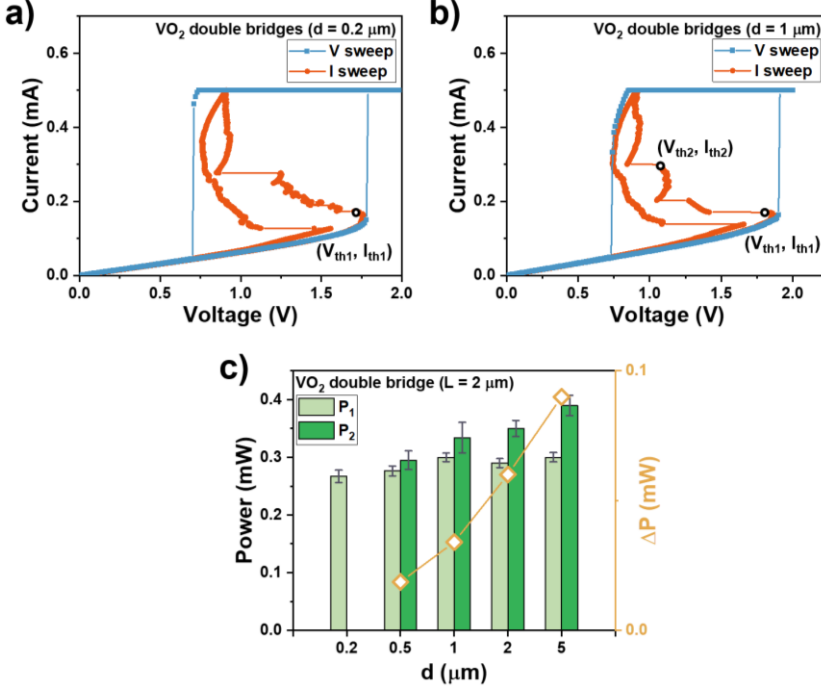 a)
VO₂ double bridges (d = 0.2 μm)
V sweep
I sweep
(Vth1, Ith1)
Current (mA)
0.6
0.4
0.2
0.0
0.0 0.5 1.0 1.5 2.0
Voltage (V)
b)
VO₂ double bridges (d = 1 μm)
V sweep
I sweep
(Vth2, Ith2)
(Vth1, Ith1)
Current (mA)
0.6
0.4
0.2
0.0
0.0 0.5 1.0 1.5 2.0
Voltage (V)
c)
VO₂ double bridge (L = 2 μm)
P₁
P₂
Power (mW)
0.4
0.3
0.2
0.1
0.0
0.2 0.5 1 2 5
d (μm)
0.1
0.0
ΔP (mW)